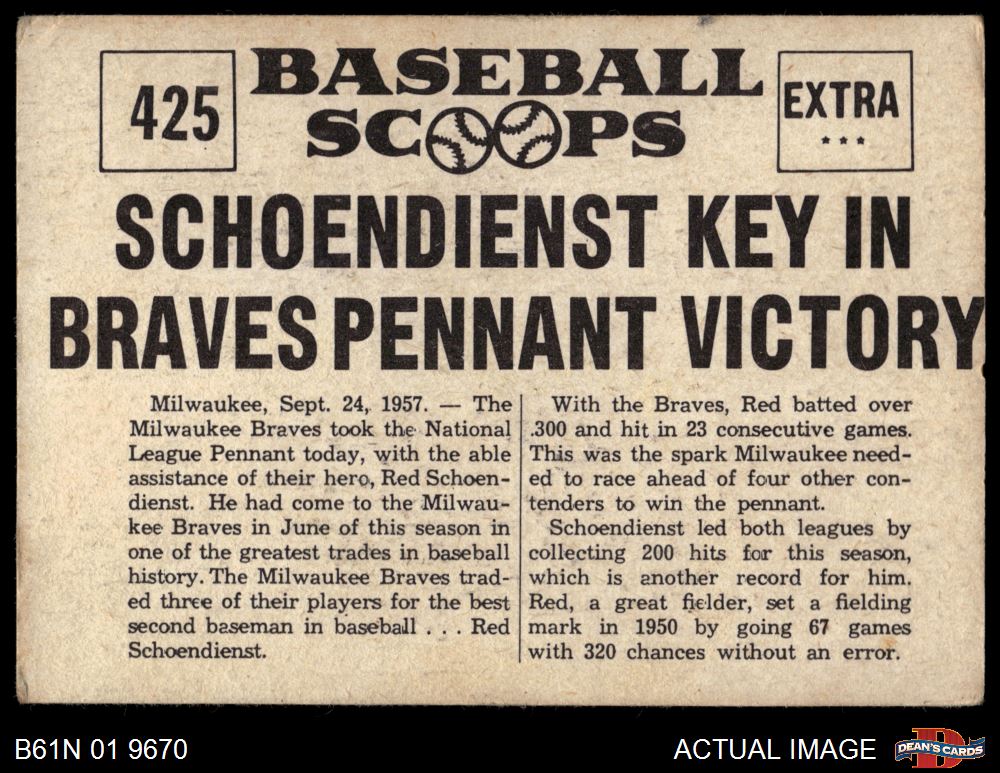 425
BASEBALL
SCOOPS
EXTRA
★ ★ ★
SCHOENDIENST KEY IN
BRAVES PENNANT VICTORY
Milwaukee, Sept. 24, 1957. — The
Milwaukee Braves took the National
League Pennant today, with the able
assistance of their hero, Red Schoen-
dienst. He had come to the Milwau-
kee Braves in June of this season in
one of the greatest trades in baseball
history. The Milwaukee Braves trad-
ed three of their players for the best
second baseman in baseball . . . Red
Schoendienst.
With the Braves, Red batted over
.300 and hit in 23 consecutive games.
This was the spark Milwaukee need-
ed to race ahead of four other con-
tenders to win the pennant.
Schoendienst led both leagues by
collecting 200 hits for this season,
which is another record for him.
Red, a great fielder, set a fielding
mark in 1950 by going 67 games
with 320 chances without an error.
B61N 01 9670
ACTUAL IMAGE
D
DEAN'S CARDS